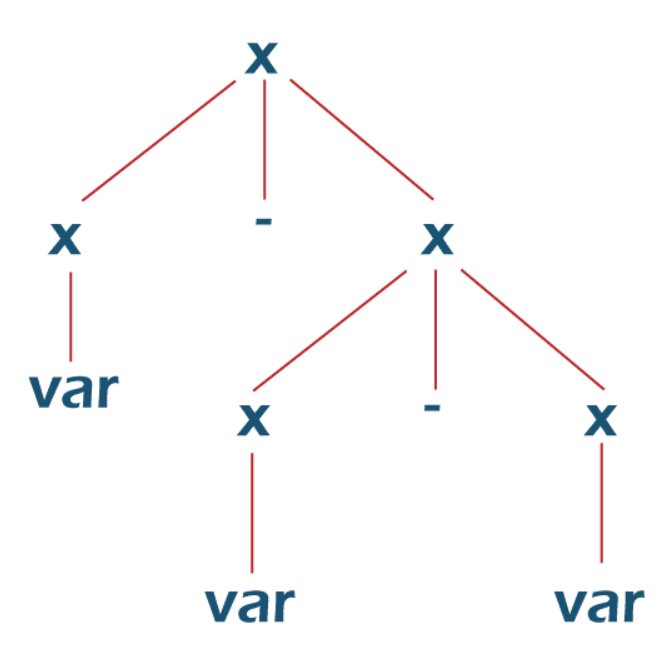 x
x - x
var
x - x
var var